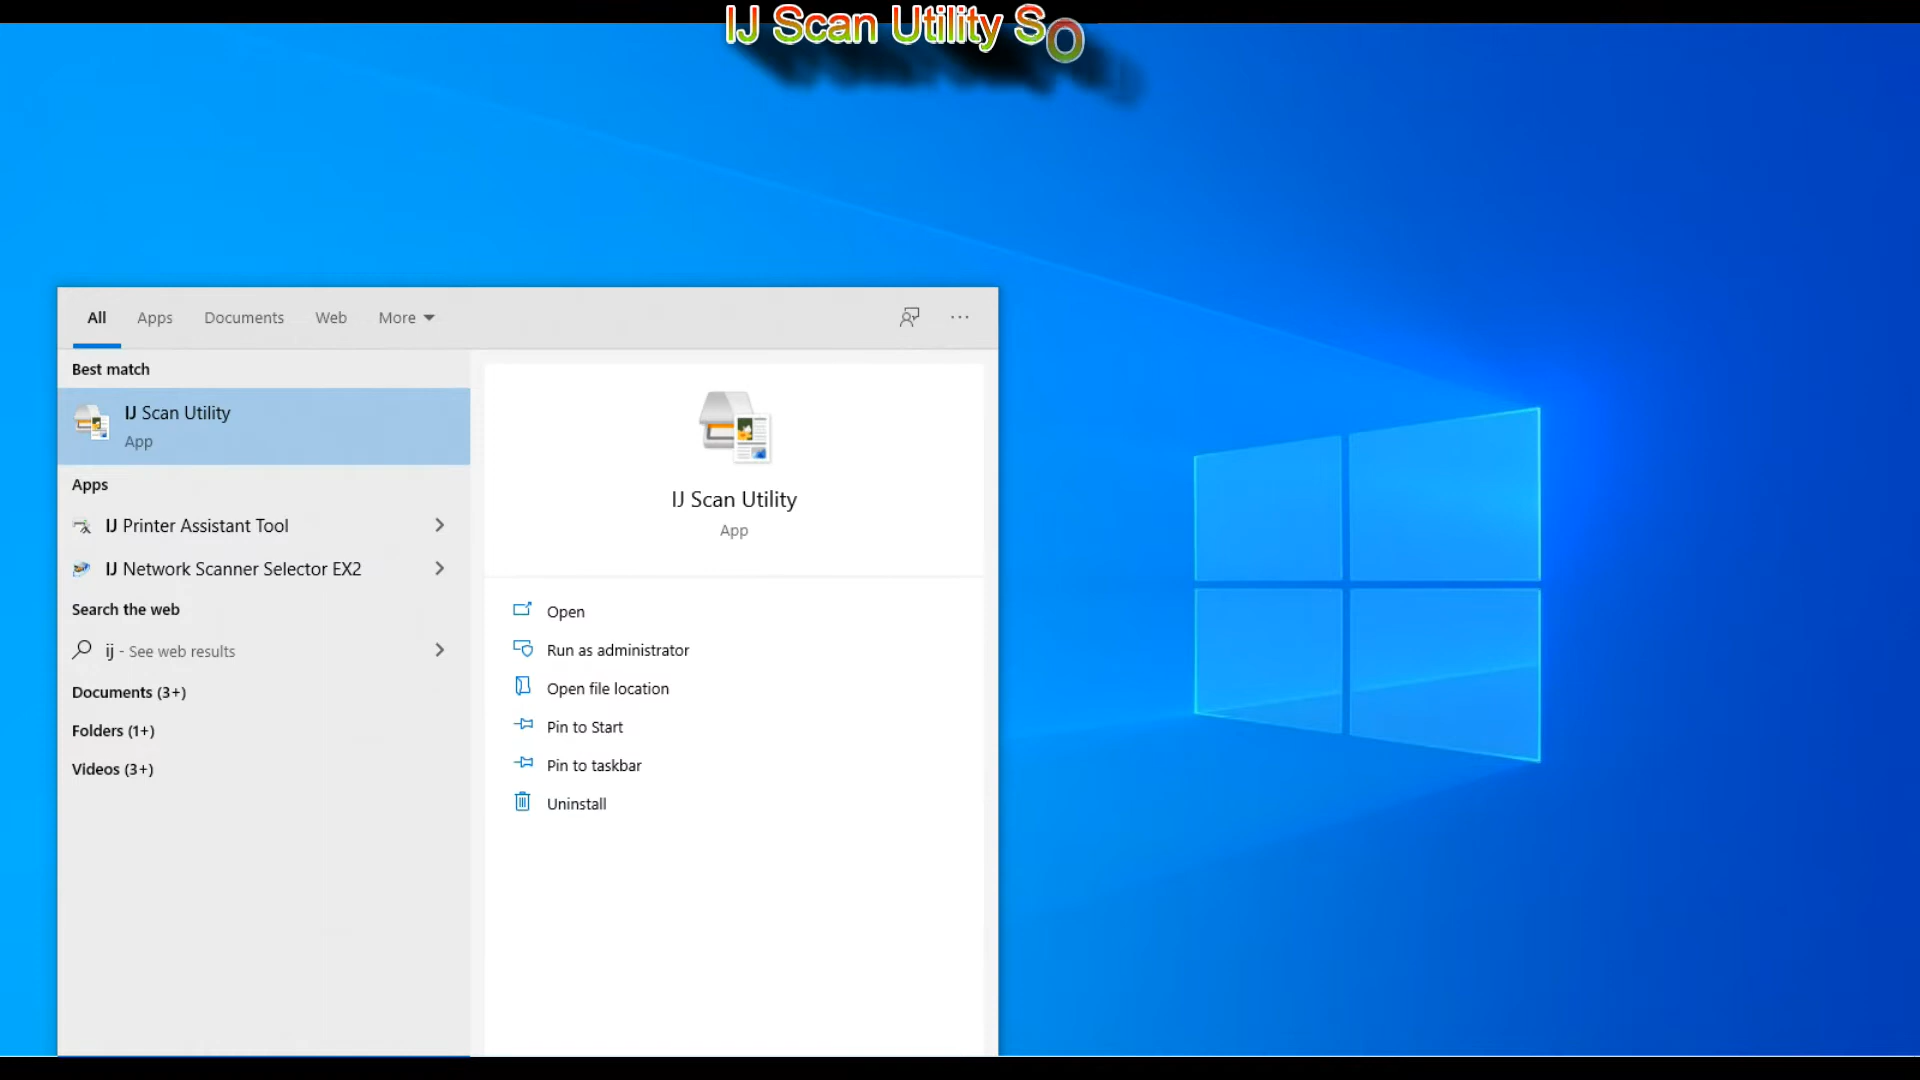 IJ Scan Utility So
All Apps Documents Web More
Best match
IJ Scan Utility
App
Apps
IJ Printer Assistant Tool
IJ Network Scanner Selector EX2
Search the web
ij - See web results
Documents (3+)
Folders (1+)
Videos (3+)
IJ Scan Utility
App
Open
Run as administrator
Open file location
Pin to Start
Pin to taskbar
Uninstall